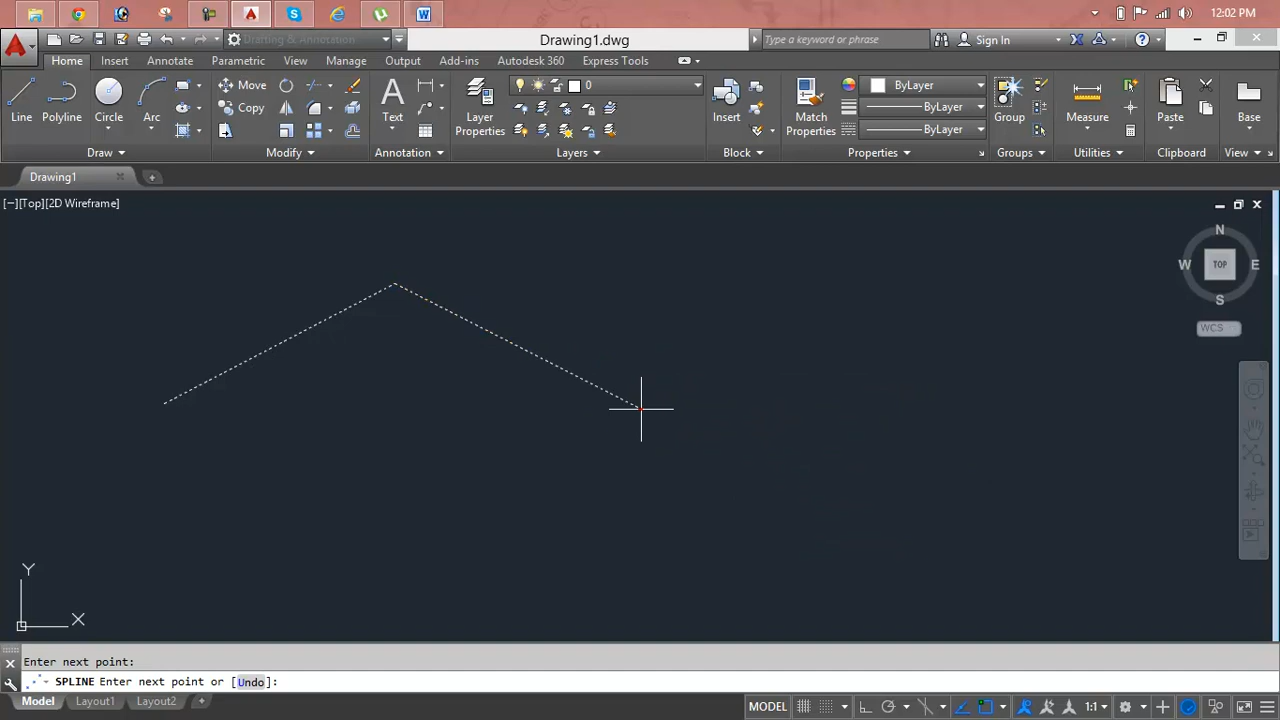 12:02 PM
Drafting & Annotation
Drawing1.dwg
Type a keyword or phrase
Sign In
Home Insert Annotate Parametric View Manage Output Add-ins Autodesk 360 Express Tools
Move
Copy
Line Polyline Circle Arc
Text
Layer
Properties
0
Insert
Match
Properties
ByLayer
ByLayer
ByLayer
Group
Measure
Paste
Base
Draw Modify Annotation Layers Block Properties Groups Utilities Clipboard View
Drawing1
[−][Top][2D Wireframe]
N
W TOP E
S
WCS
Y
X
Enter next point:
SPLINE Enter next point or [Undo]:
Model Layout1 Layout2
MODEL
1:1